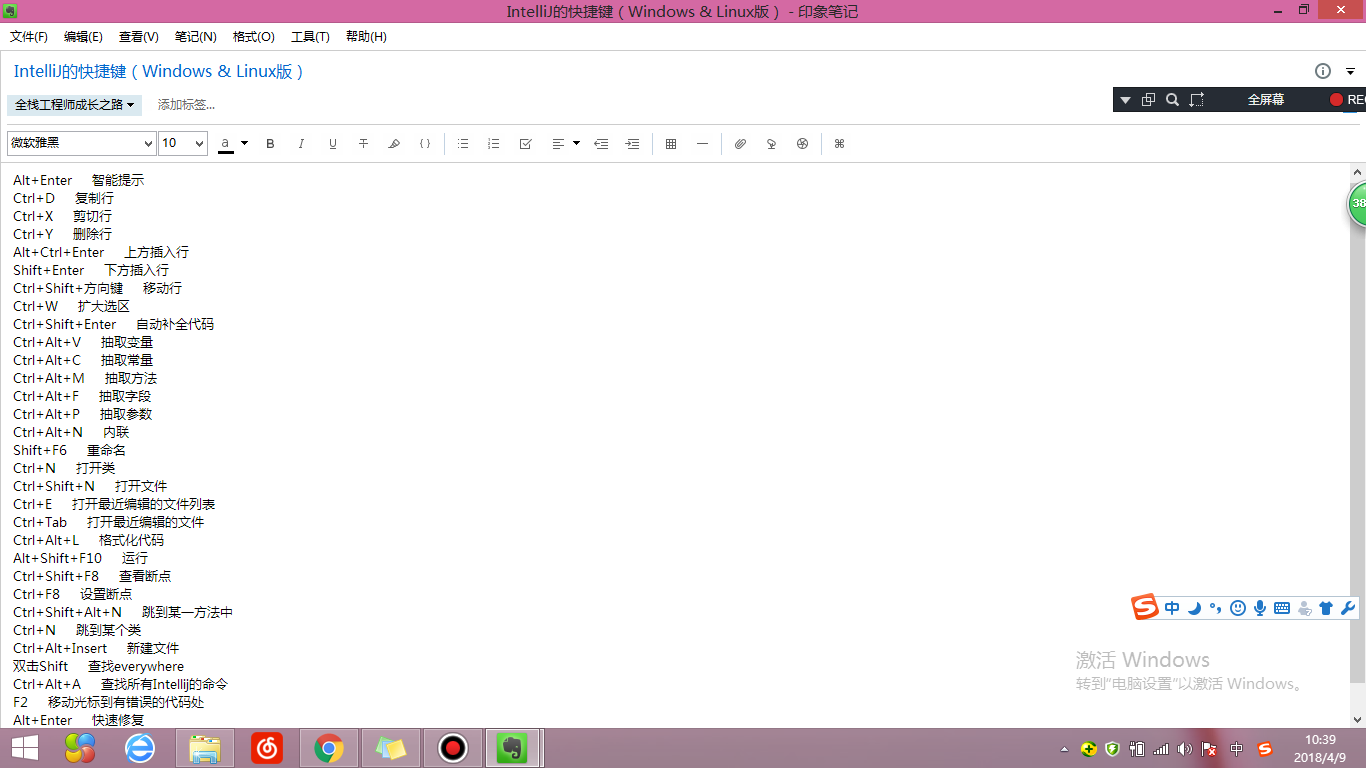 IntelliJ的快捷键（Windows & Linux版） - 印象笔记
文件(F) 编辑(E) 查看(V) 笔记(N) 格式(O) 工具(T) 帮助(H)
IntelliJ的快捷键（Windows & Linux版）
全栈工程师成长之路 添加标签...
全屏幕 REC
微软雅黑 10 a B I U T
Alt+Enter 智能提示
38
Ctrl+D 复制行
Ctrl+X 剪切行
Ctrl+Y 删除行
Alt+Ctrl+Enter 上方插入行
Shift+Enter 下方插入行
Ctrl+Shift+方向键 移动行
Ctrl+W 扩大选区
Ctrl+Shift+Enter 自动补全代码
Ctrl+Alt+V 抽取变量
Ctrl+Alt+C 抽取常量
Ctrl+Alt+M 抽取方法
Ctrl+Alt+F 抽取字段
Ctrl+Alt+P 抽取参数
Ctrl+Alt+N 内联
Shift+F6 重命名
Ctrl+N 打开类
Ctrl+Shift+N 打开文件
Ctrl+E 打开最近编辑的文件列表
Ctrl+Tab 打开最近编辑的文件
Ctrl+Alt+L 格式化代码
Alt+Shift+F10 运行
Ctrl+Shift+F8 查看断点
Ctrl+F8 设置断点
Ctrl+Shift+Alt+N 跳到某一方法中
Ctrl+N 跳到某个类
Ctrl+Alt+Insert 新建文件
双击Shift 查找everywhere
Ctrl+Alt+A 查找所有Intellij的命令
F2 移动光标到有错误的代码处
Alt+Enter 快速修复
S 中
激活 Windows
转到“电脑设置”以激活 Windows。
中 S
10:39
2018/4/9